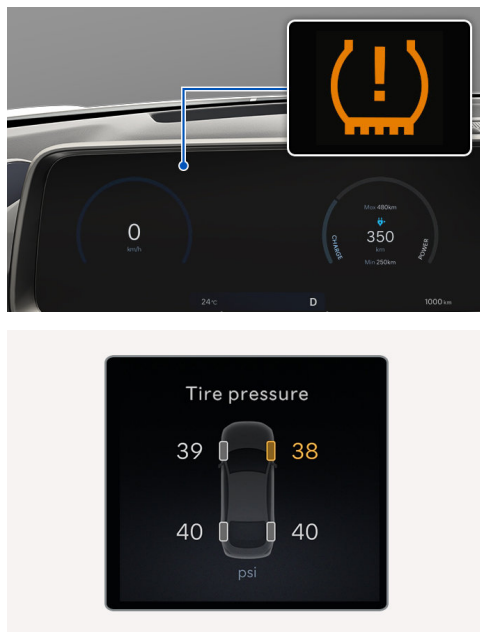 !
Max 480km
0
km/h
350
km
CHARGE
POWER
Min 250km
24°C
D
1000 km
Tire pressure
39
38
40
40
psi